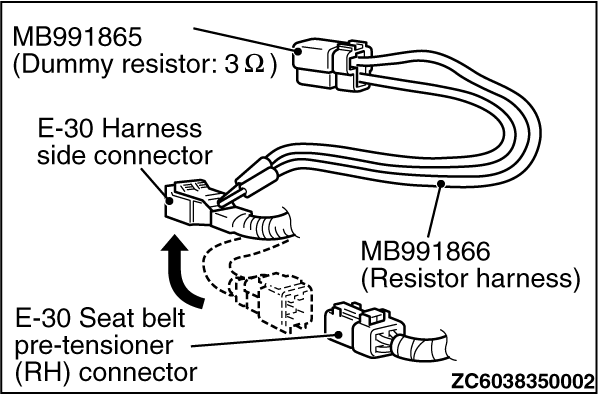 MB991865
(Dummy resistor: 3 Ω)
E-30 Harness
side connector
MB991866
(Resistor harness)
E-30 Seat belt
pre-tensioner
(RH) connector
ZC6038350002